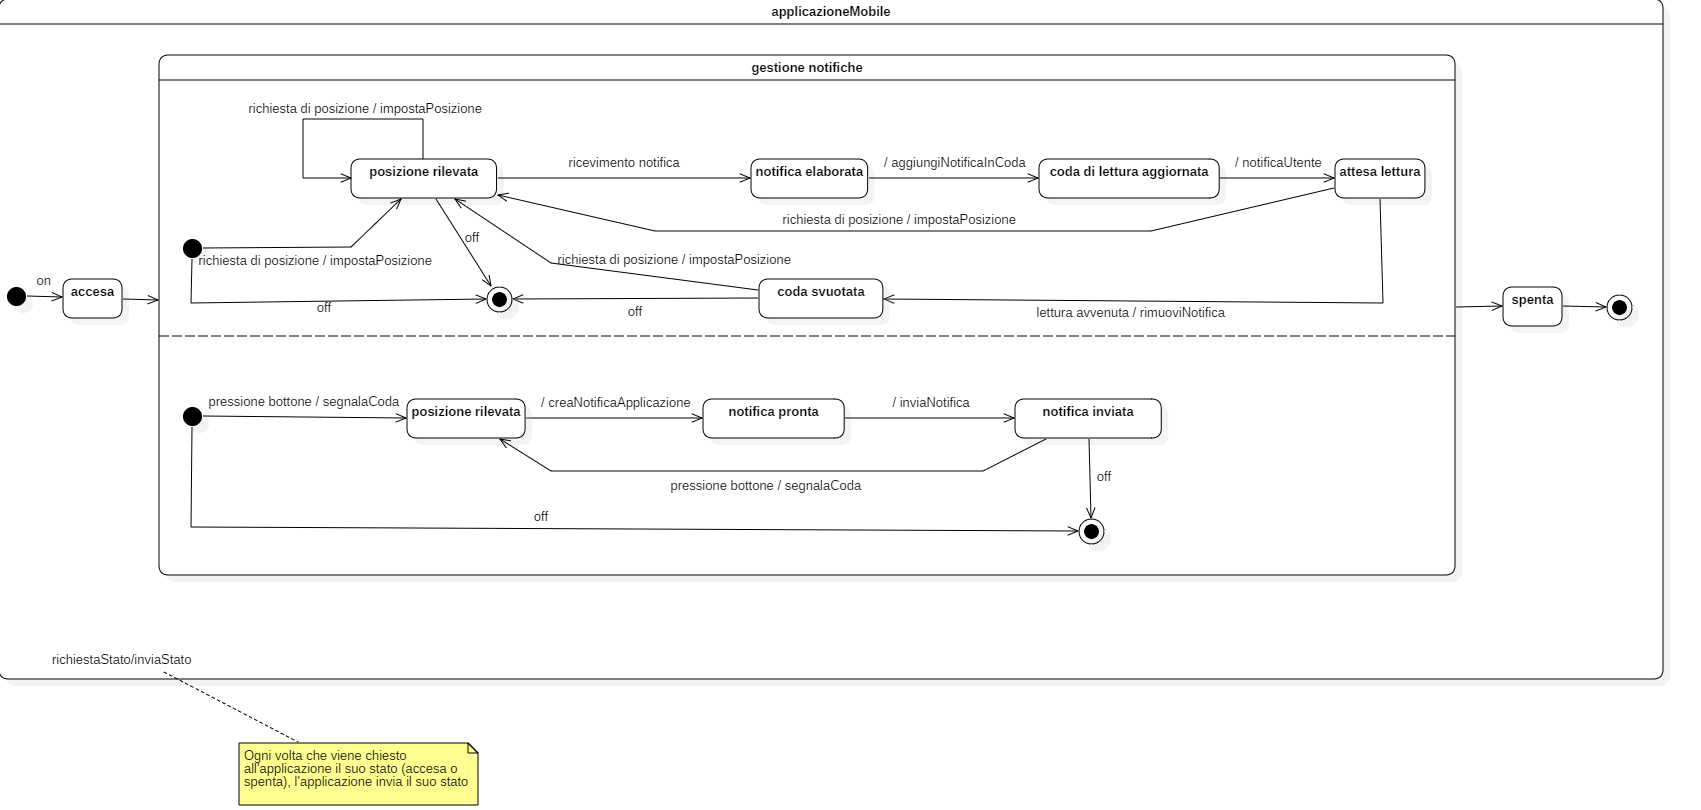 applicazioneMobile
gestione notifiche
richiesta di posizione / impostaPosizione
posizione rilevata
ricevimento notifica
notifica elaborata
/ aggiungiNotificaInCoda
coda di lettura aggiornata
/ notificaUtente
attesa lettura
richiesta di posizione / impostaPosizione
off
richiesta di posizione / impostaPosizione
richiesta di posizione / impostaPosizione
on
accesa
coda svuotata
off
off
lettura avvenuta / rimuoviNotifica
spenta
pressione bottone / segnalaCoda
posizione rilevata
/ creaNotificaApplicazione
notifica pronta
/ inviaNotifica
notifica inviata
pressione bottone / segnalaCoda
off
off
richiestaStato/inviaStato
Ogni volta che viene chiesto
all'applicazione il suo stato (accesa o
spenta), l'applicazione invia il suo stato